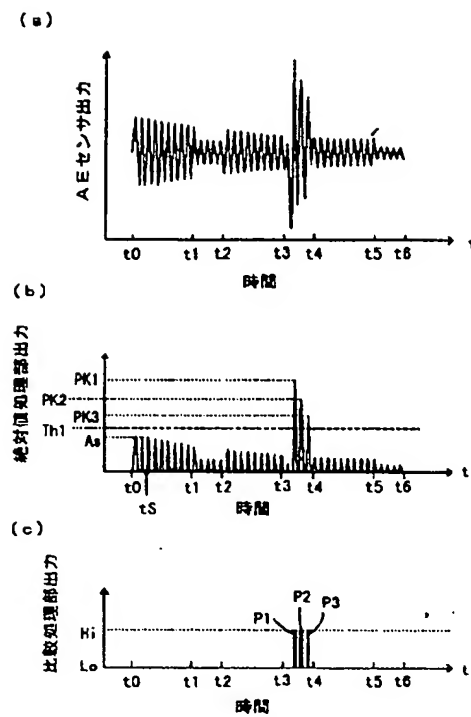 (a)
AEセンサ出力
t0 t1 t2 t3 t4 t5 t6
t
時間
(b)
絶対値処理部出力
PK1
PK2
PK3
Th1
As
t0 t1 t2 t3 t4 t5 t6
t
tS
時間
(c)
比較処理部出力
P1 P2 P3
Hi
Lo
t0 t1 t2 t3 t4 t5 t6
t
時間